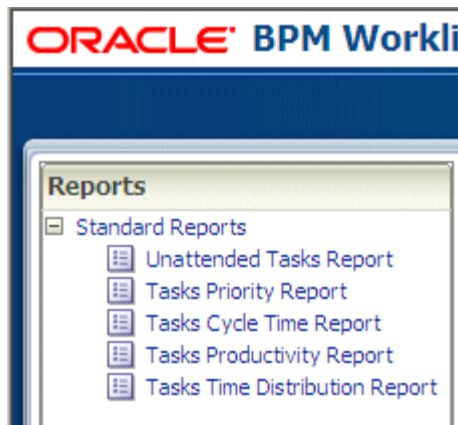 ORACLE BPM Workli
Reports
Standard Reports
Unattended Tasks Report
Tasks Priority Report
Tasks Cycle Time Report
Tasks Productivity Report
Tasks Time Distribution Report